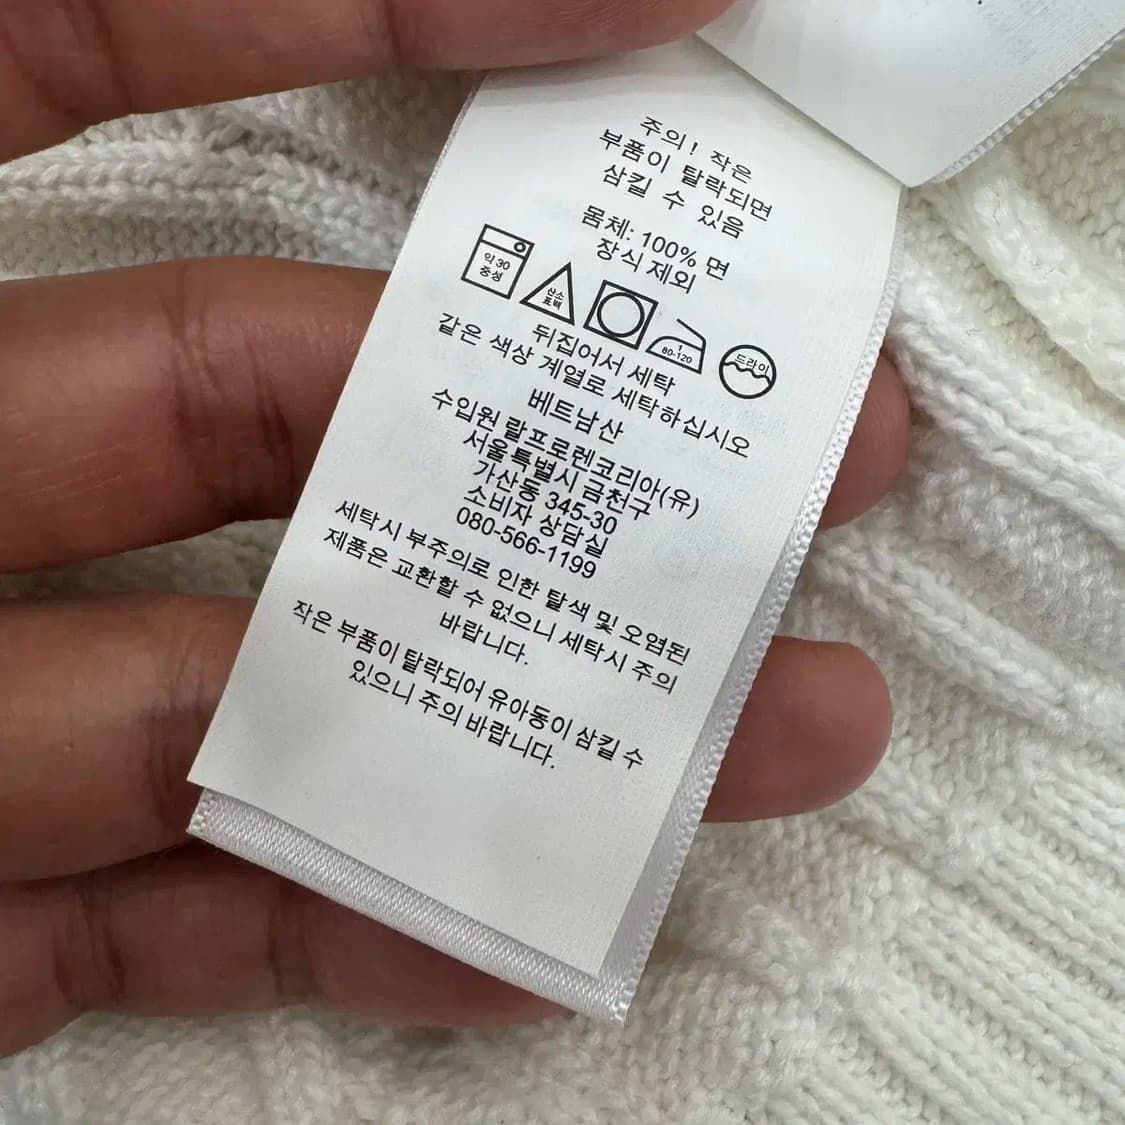 주의! 작은
부품이 탈락되면
삼킬 수 있음
몸체: 100% 면
장식 제외
약 30
중성
산소
표백
1
80-120
드라이
뒤집어서 세탁
같은 색상 계열로 세탁하십시오
베트남산
수입원 랄프로렌코리아(유)
서울특별시 금천구
가산동 345-30
소비자 상담실
080-566-1199
세탁시 부주의로 인한 탈색 및 오염된
제품은 교환할 수 없으니 세탁시 주의
바랍니다.
작은 부품이 탈락되어 유아동이 삼킬 수
있으니 주의 바랍니다.